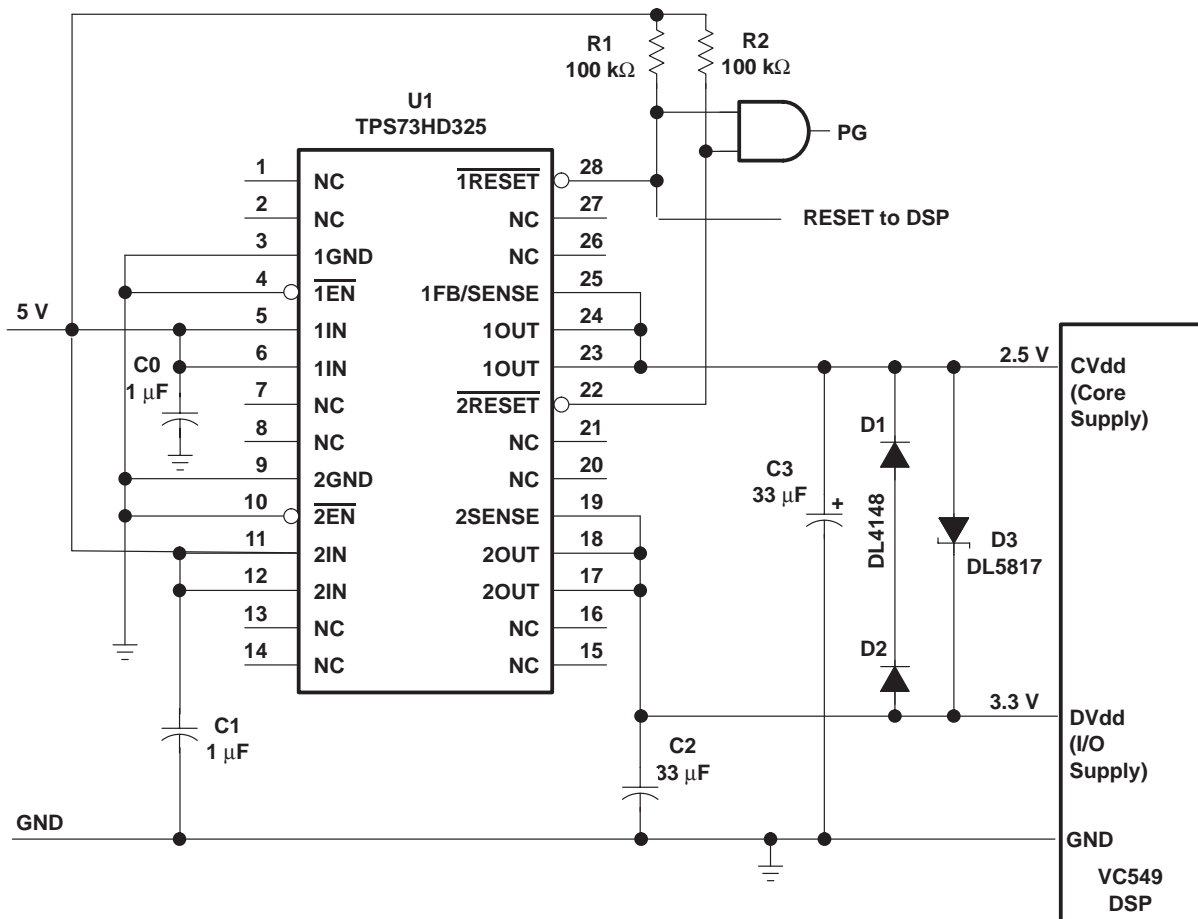 R1
100 kΩ
R2
100 kΩ
PG
U1
TPS73HD325
1 NC
2 NC
3 1GND
4 1EN
5 1IN
6 1IN
7 NC
8 NC
9 2GND
10 2EN
11 2IN
12 2IN
13 NC
14 NC
1RESET 28
NC 27
NC 26
1FB/SENSE 25
1OUT 24
1OUT 23
2RESET 22
NC 21
NC 20
2SENSE 19
2OUT 18
2OUT 17
NC 16
NC 15
RESET to DSP
5 V
C0
1 μF
C1
1 μF
GND
C2
33 μF
C3
33 μF
+
D1
DL4148
D2
D3
DL5817
2.5 V
3.3 V
CVdd
(Core
Supply)
DVdd
(I/O
Supply)
GND
VC549
DSP